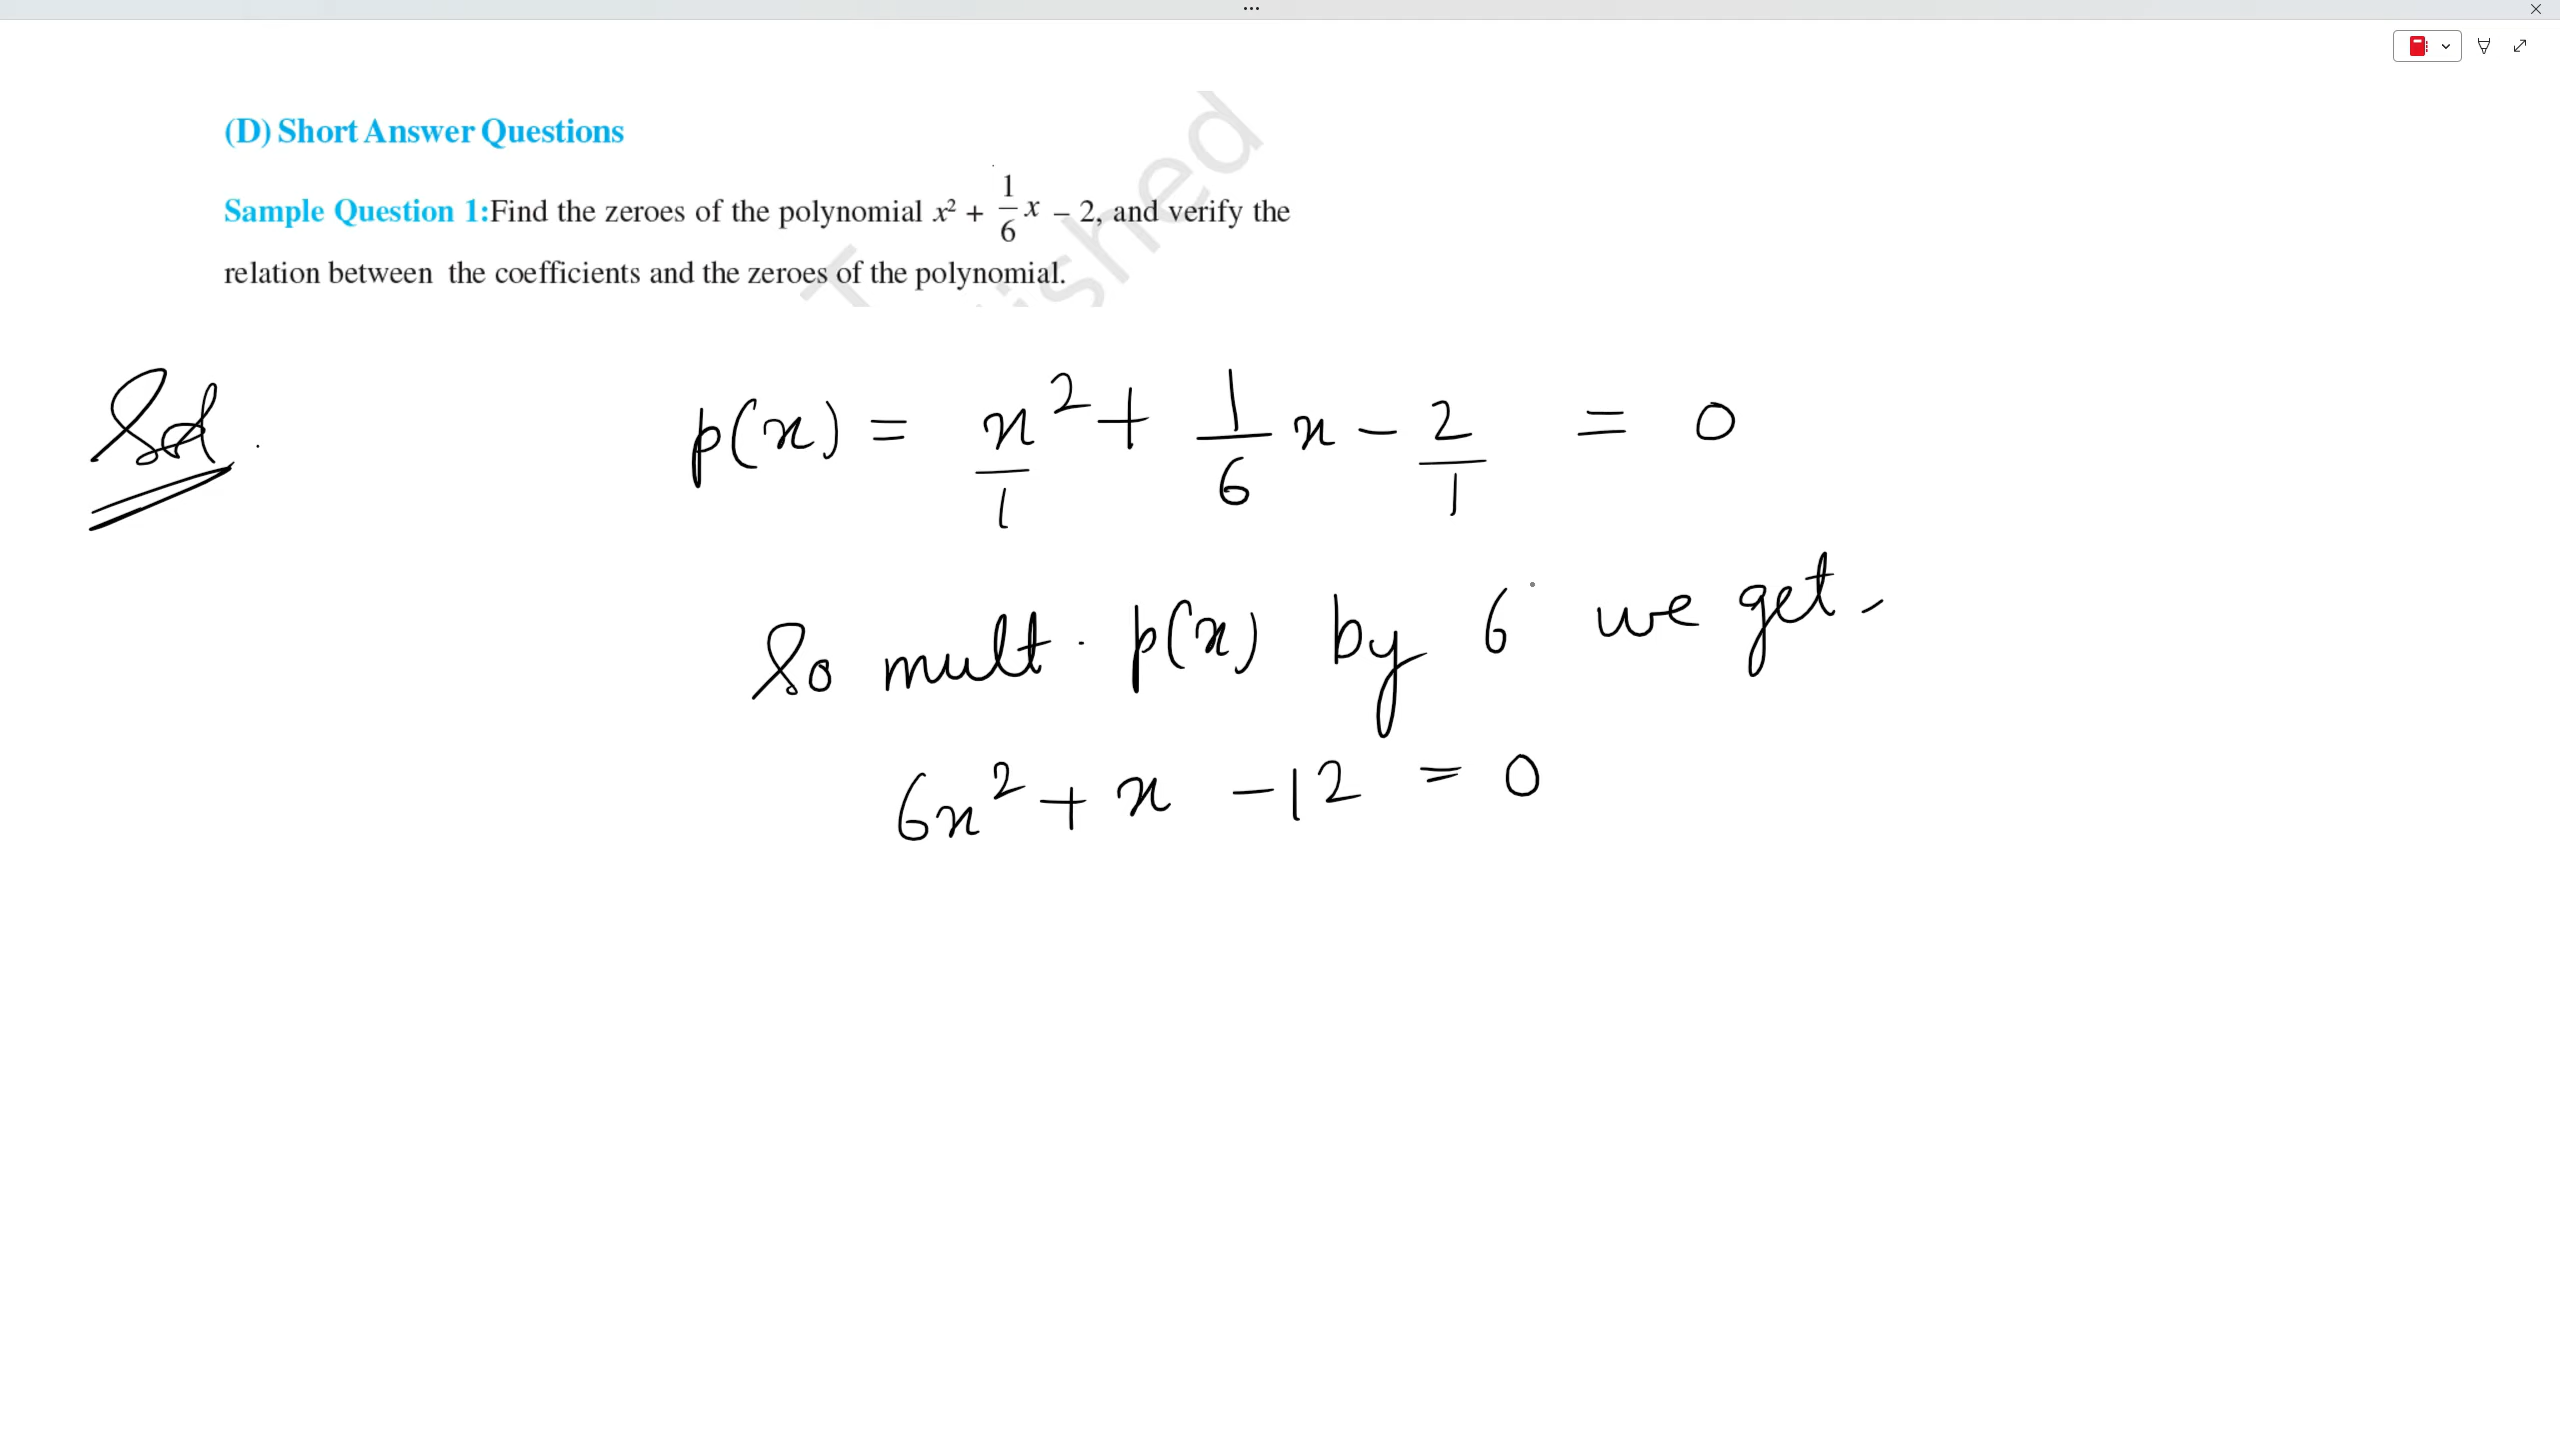 (D) Short Answer Questions
Sample Question 1:Find the zeroes of the polynomial x² + 1/6 x – 2, and verify the
relation between the coefficients and the zeroes of the polynomial.
Sol.
p(x) = x²/1 + 1/6 x - 2/1 = 0
So mult. p(x) by 6 we get -
6x² + x - 12 = 0